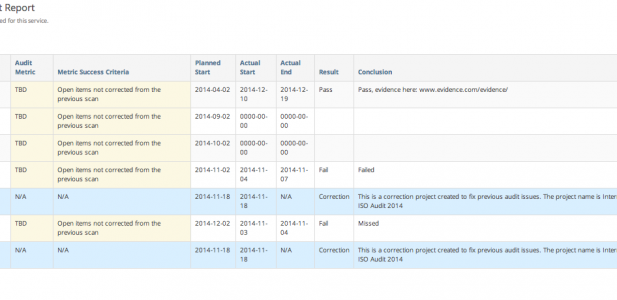 t Report
ed for this service.
Audit Metric Metric Success Criteria Planned Start Actual Start Actual End Result Conclusion
TBD Open items not corrected from the previous scan 2014-04-02 2014-12-10 2014-12-19 Pass Pass, evidence here: www.evidence.com/evidence/
TBD Open items not corrected from the previous scan 2014-09-02 0000-00-00 0000-00-00
TBD Open items not corrected from the previous scan 2014-10-02 0000-00-00 0000-00-00
TBD Open items not corrected from the previous scan 2014-11-02 2014-11-04 2014-11-07 Fail Failed
N/A N/A 2014-11-18 2014-11-18 N/A Correction This is a correction project created to fix previous audit issues. The project name is Inter ISO Audit 2014
TBD Open items not corrected from the previous scan 2014-12-02 2014-11-03 2014-11-04 Fail Missed
N/A N/A 2014-11-18 2014-11-18 N/A Correction This is a correction project created to fix previous audit issues. The project name is Inter ISO Audit 2014